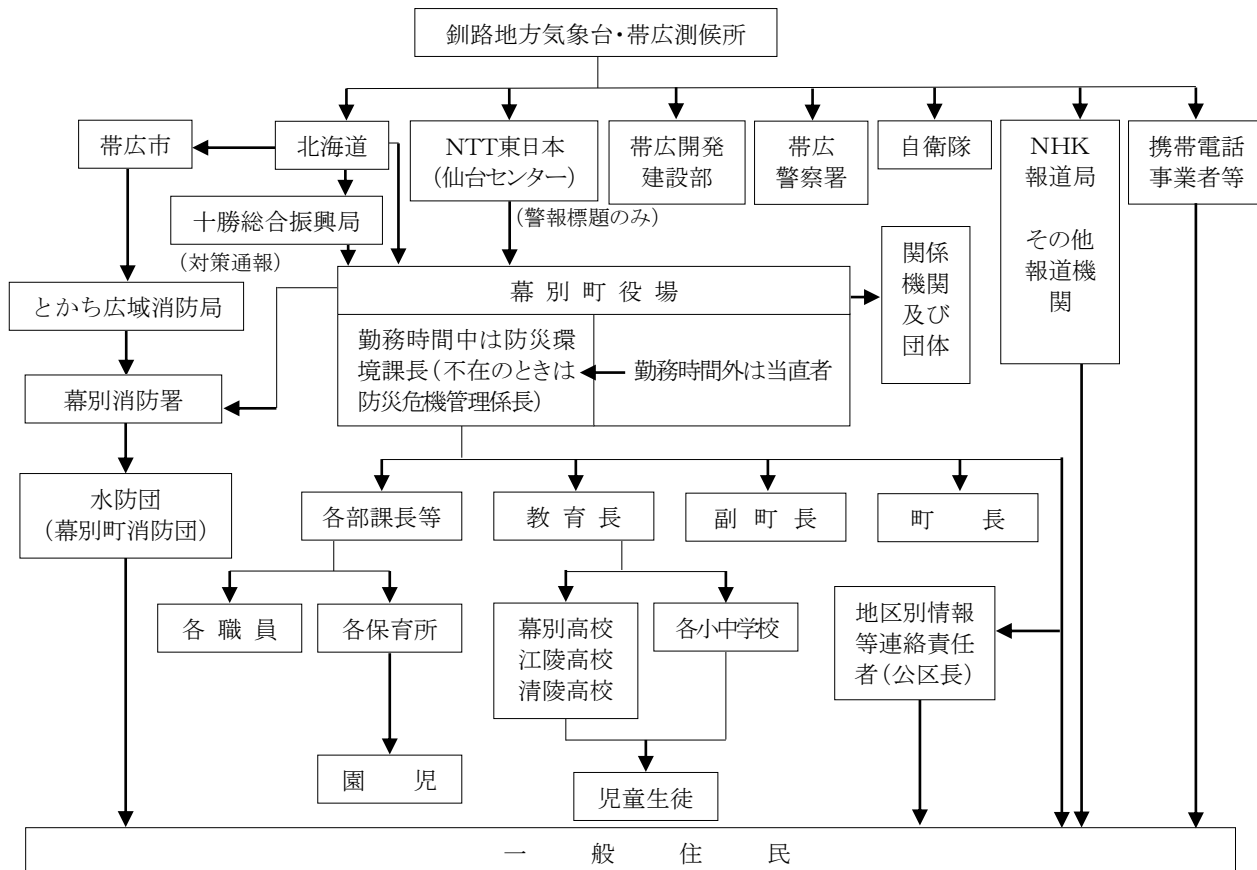 釧路地方気象台・帯広測候所
帯広市
北海道
NTT東日本
(仙台センター)
帯広開発
建設部
帯広
警察署
自衛隊
NHK
報道局
その他
報道機
関
携帯電話
事業者等
十勝総合振興局
(警報標題のみ)
(対策通報)
とかち広域消防局
幕別町役場
関係
機関
及び
団体
勤務時間中は防災環
境課長(不在のときは
防災危機管理係長)
勤務時間外は当直者
幕別消防署
水防団
(幕別町消防団)
各部課長等
教育長
副町長
町長
各職員
各保育所
幕別高校
江陵高校
清陵高校
各小中学校
地区別情報
等連絡責任
者(公区長)
園児
児童生徒
一般住民